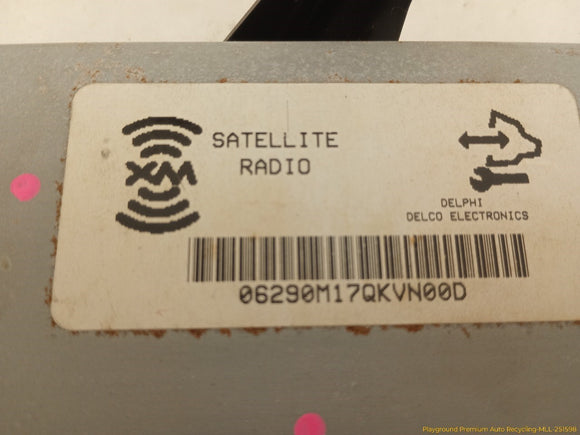 XM
SATELLITE
RADIO
DELPHI
DELCO ELECTRONICS
06290M17QKVN00D
Playground Premium Auto Recycling-MLL-251598